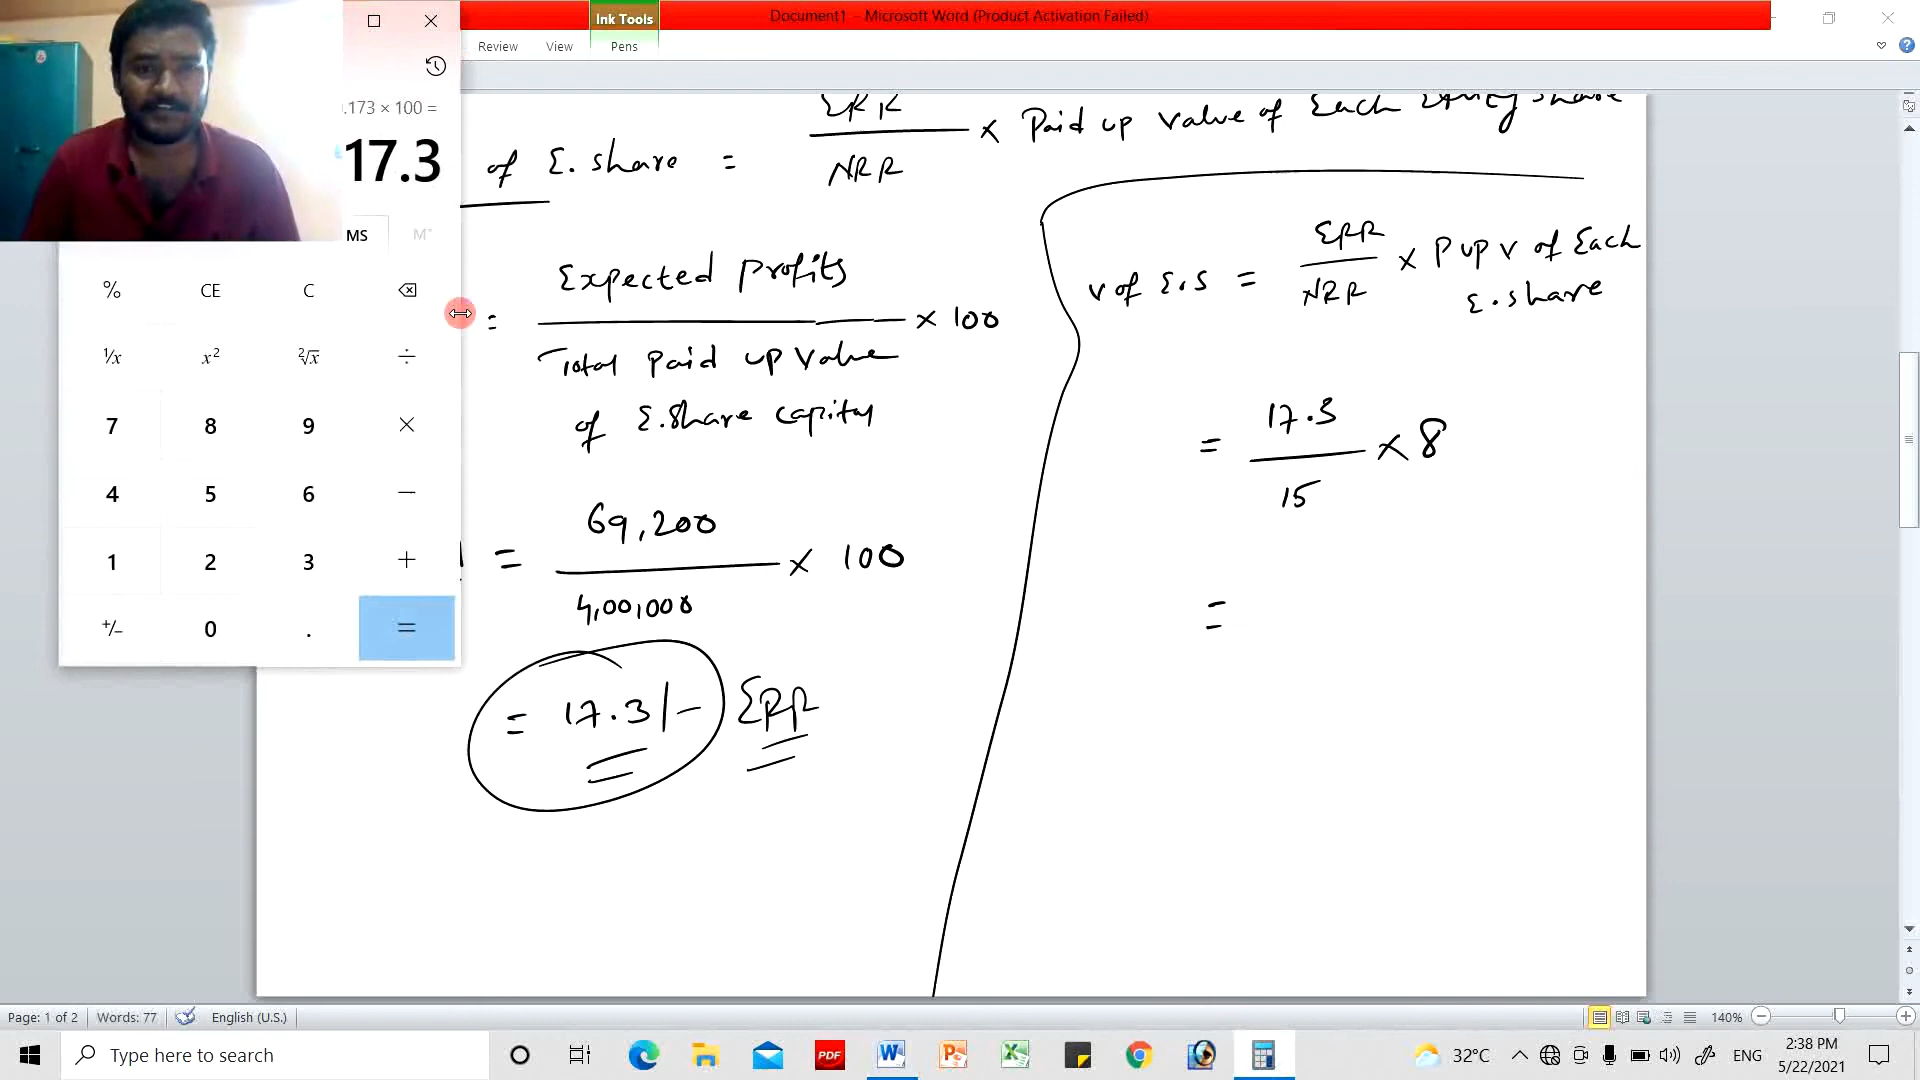 Ink Tools
Document1 - Microsoft Word (Product Activation Failed)
Review View Pens
.173 × 100 =
17.3
MS M
% CE C
¹/x x² ²√x ÷
7 8 9 ×
4 5 6 −
1 2 3 +
+/− 0 . =
of E. share = ERR / NRR × Paid up value of Each Equity share
= Expected Profits / Total Paid up Value of E. Share capital × 100
= 69,200 / 4,00,000 × 100
= 17.3/- ERR
V of E.S = ERR / NRR × P up V of Each E. share
= 17.3 / 15 × 8
=
Page: 1 of 2 Words: 77 English (U.S.) 140%
Type here to search
PDF
32°C ENG 2:38 PM
5/22/2021